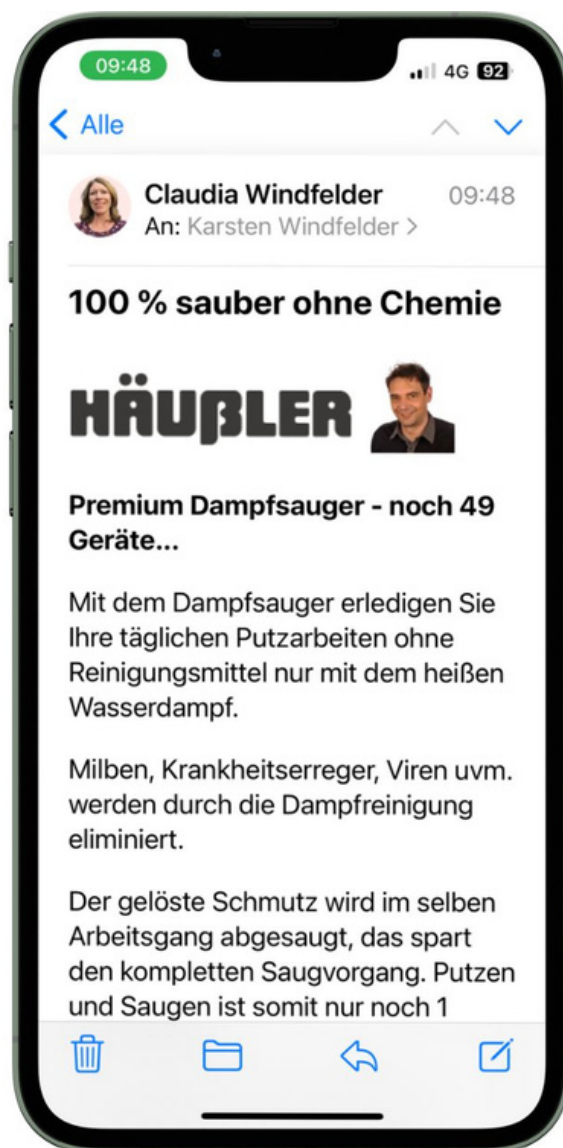 09:48
4G 92
Alle
Claudia Windfelder 09:48
An: Karsten Windfelder >
100 % sauber ohne Chemie
HÄUßLER
Premium Dampfsauger - noch 49
Geräte...
Mit dem Dampfsauger erledigen Sie
Ihre täglichen Putzarbeiten ohne
Reinigungsmittel nur mit dem heißen
Wasserdampf.
Milben, Krankheitserreger, Viren uvm.
werden durch die Dampfreinigung
eliminiert.
Der gelöste Schmutz wird im selben
Arbeitsgang abgesaugt, das spart
den kompletten Saugvorgang. Putzen
und Saugen ist somit nur noch 1